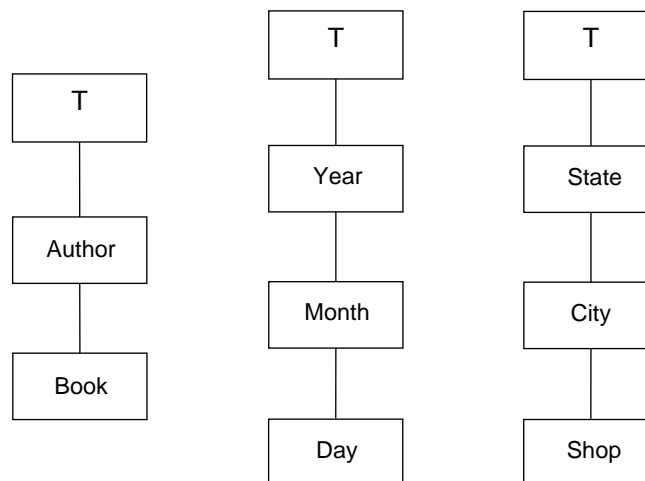 T
Author
Book
T
Year
Month
Day
T
State
City
Shop